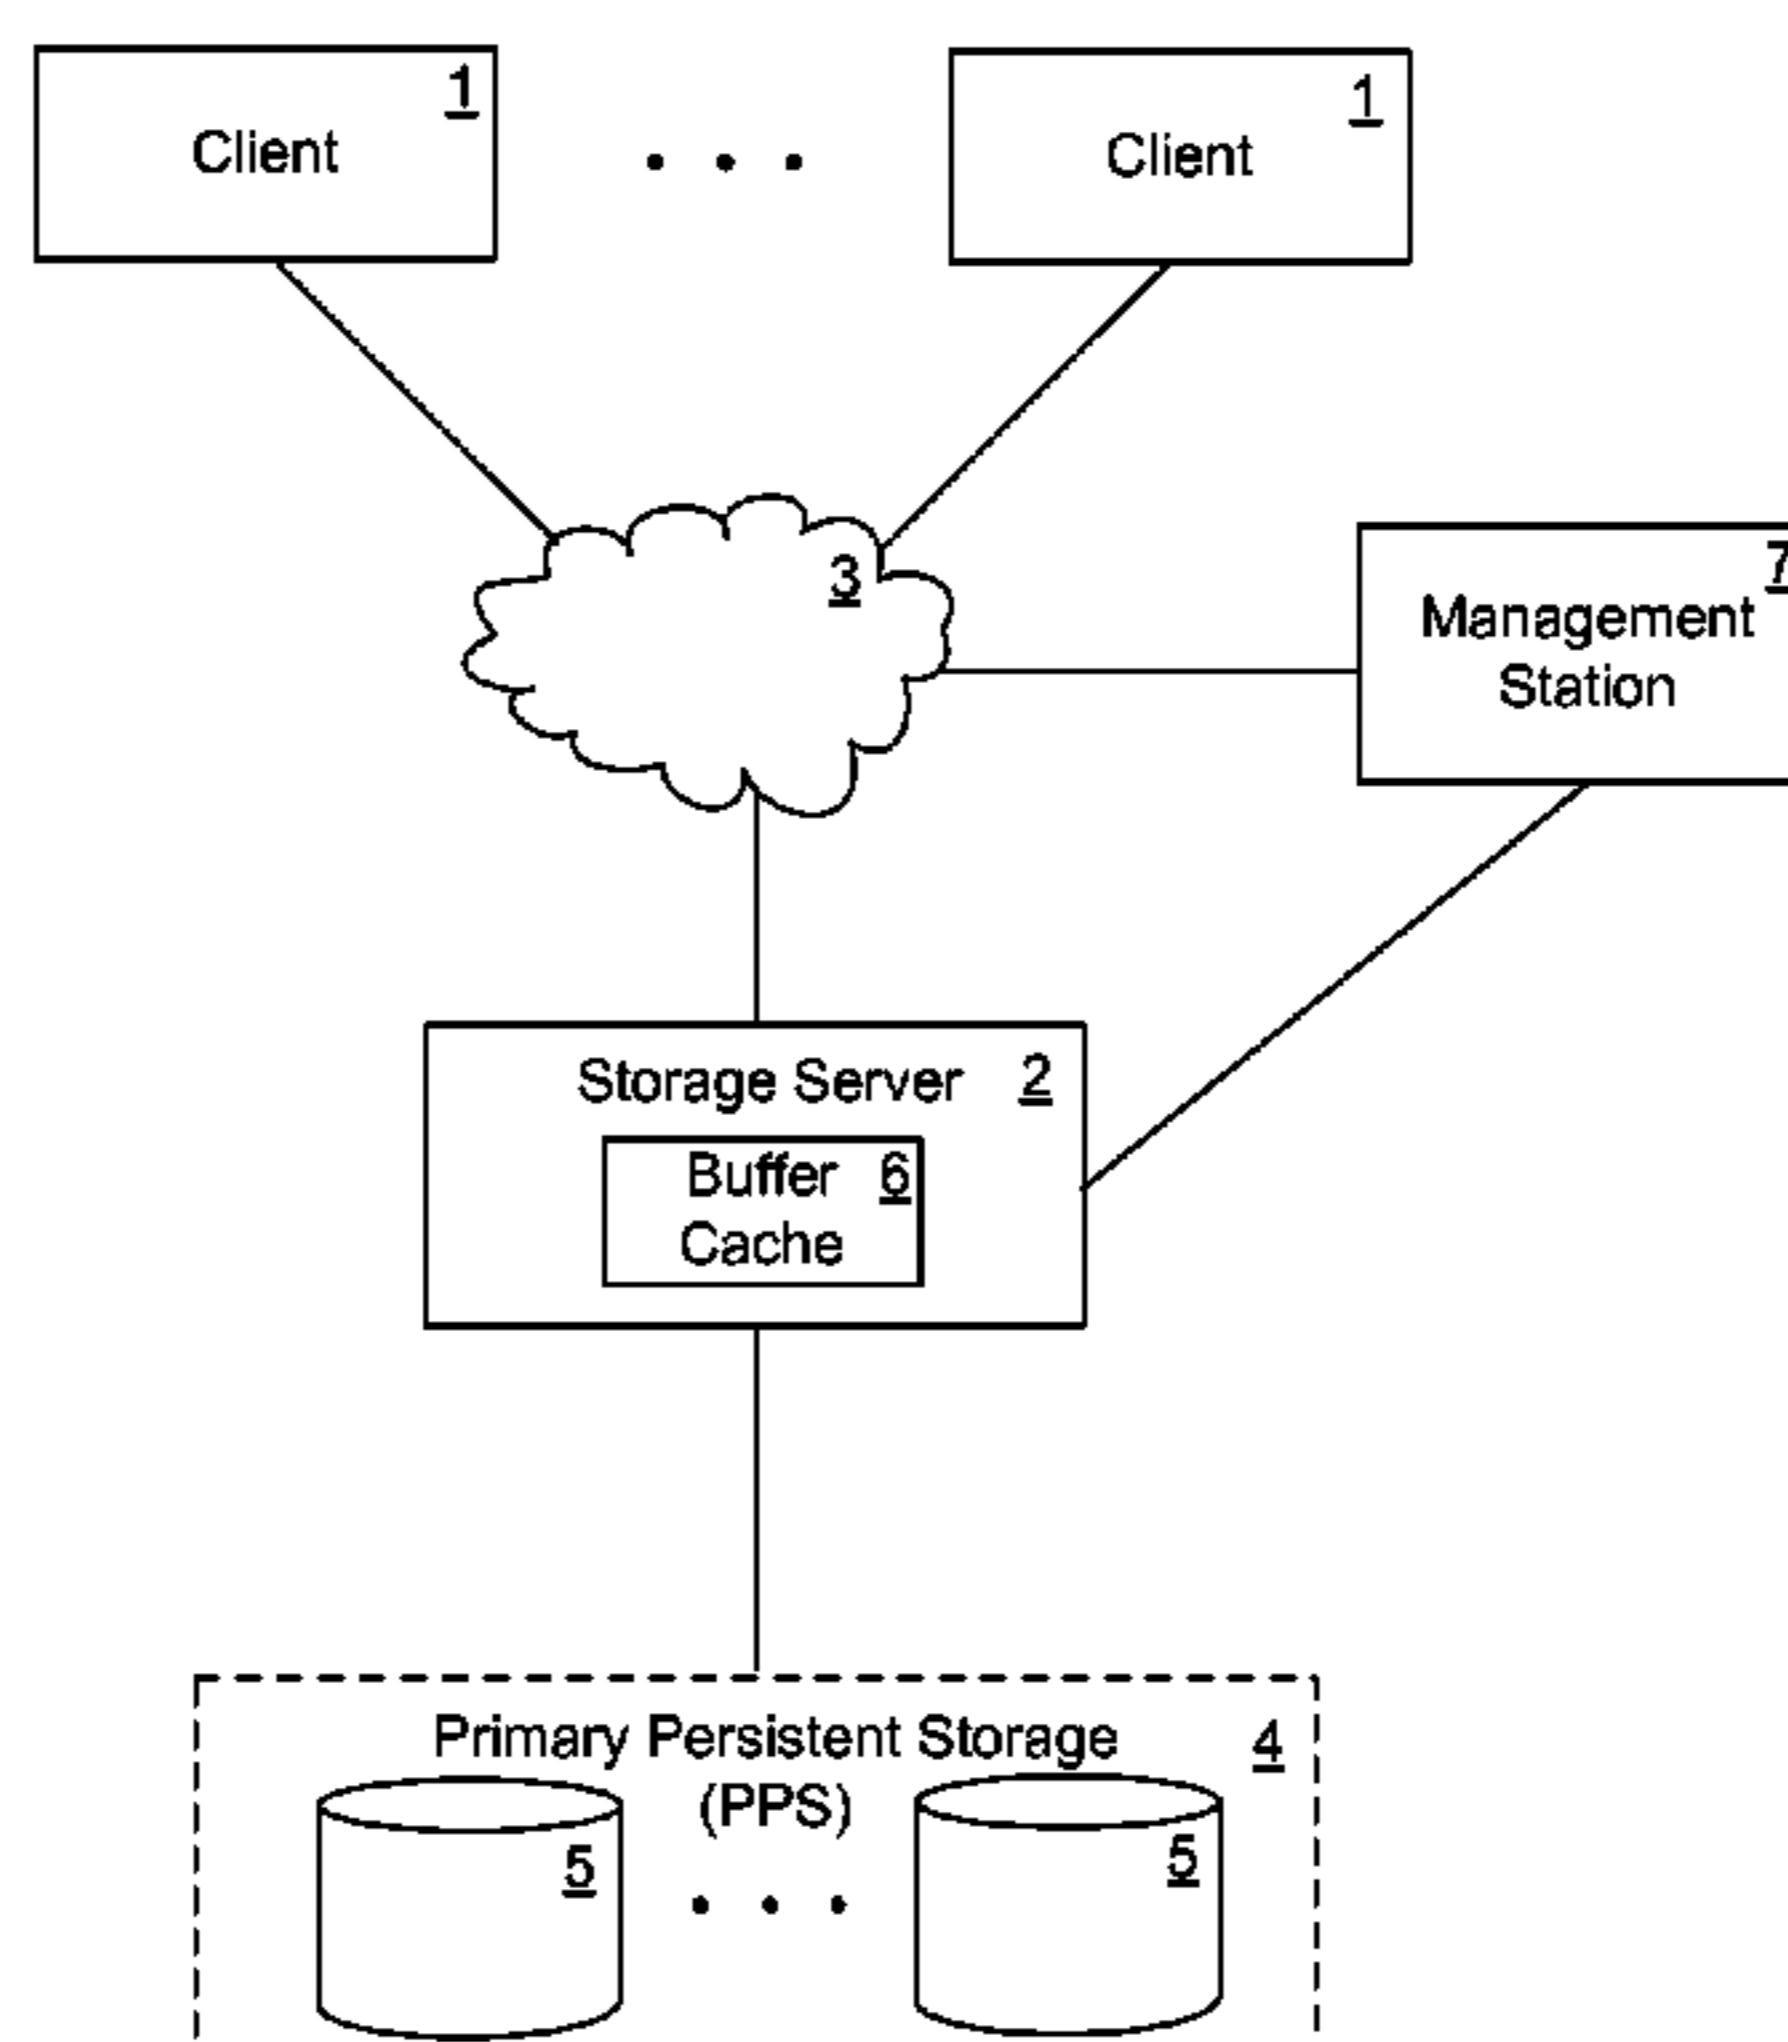 1
Client
. . .
1
Client
3
7
Management
Station
Storage Server 2
Buffer 6
Cache
Primary Persistent Storage 4
(PPS)
5
. . .
5